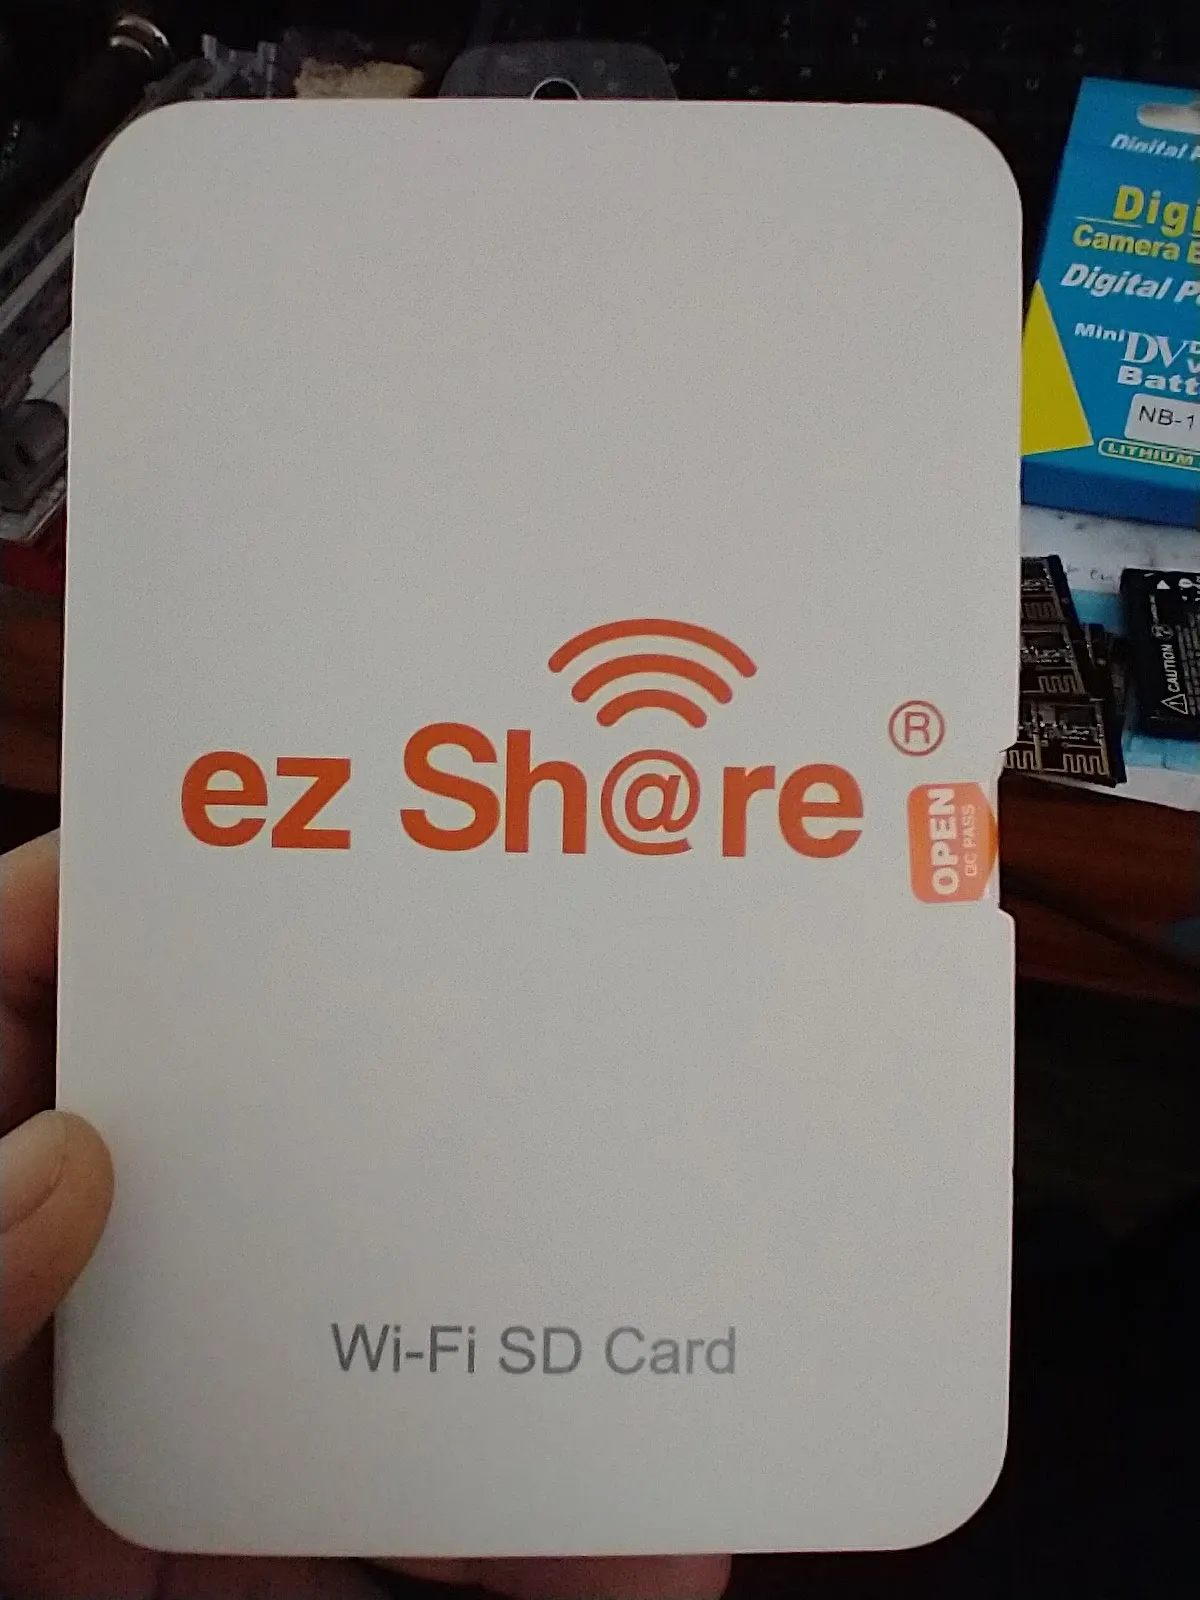 ez Sh@re ®
OPEN
QC PASS
Wi-Fi SD Card
Digital
Camera
Digital
Mini DV
NB-1
LITHIUM
CAUTION